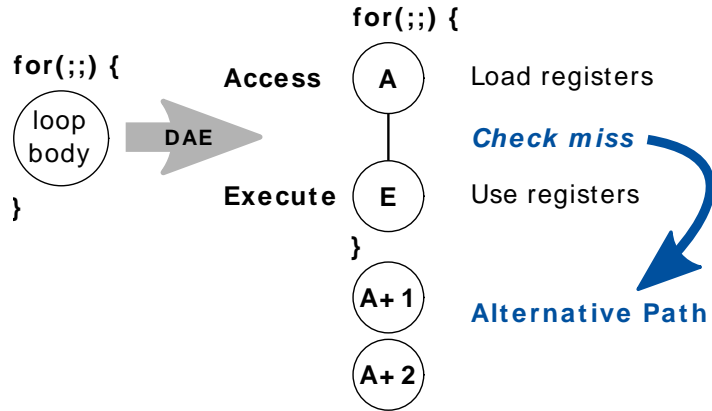 for(;;) {
for(;;) {
Access
A
Load registers
loop
body
DAE
Check miss
Execute
E
Use registers
}
}
A+1
Alternative Path
A+2